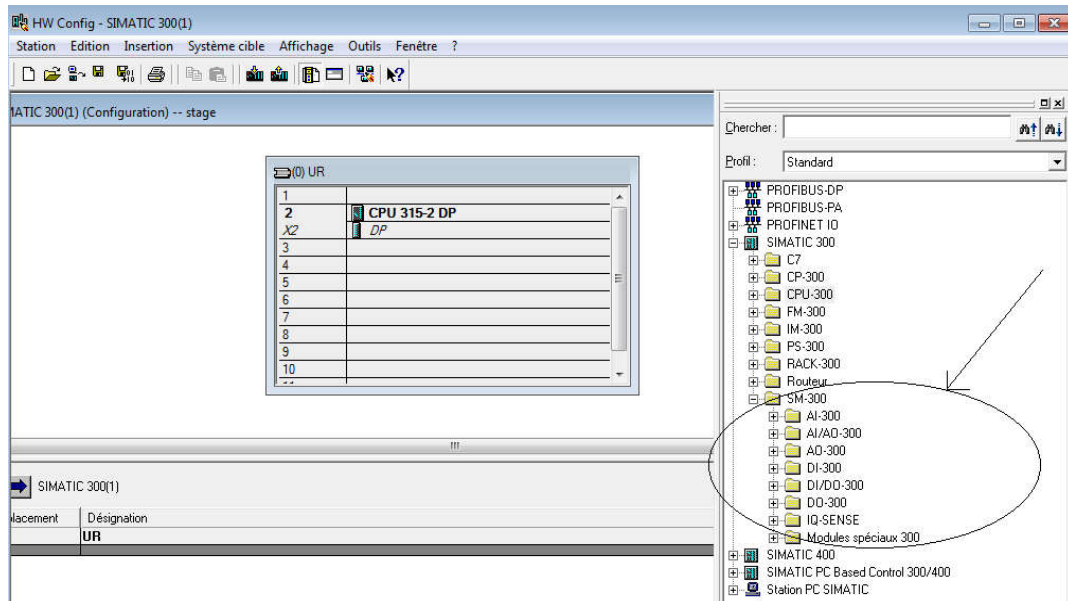 HW Config - SIMATIC 300(1)
Station Edition Insertion Système cible Affichage Outils Fenêtre ?
IATIC 300(1) (Configuration) -- stage
Chercher :
Profil : Standard
(0) UR
1
2 CPU 315-2 DP
X2 DP
3
4
5
6
7
8
9
10
PROFIBUS-DP
PROFIBUS-PA
PROFINET IO
SIMATIC 300
C7
CP-300
CPU-300
FM-300
IM-300
PS-300
RACK-300
Routeur
SM-300
AI-300
AI/AO-300
AO-300
DI-300
DI/DO-300
DO-300
IQ-SENSE
Modules spéciaux 300
SIMATIC 400
SIMATIC PC Based Control 300/400
Station PC SIMATIC
SIMATIC 300(1)
lacement Désignation
UR